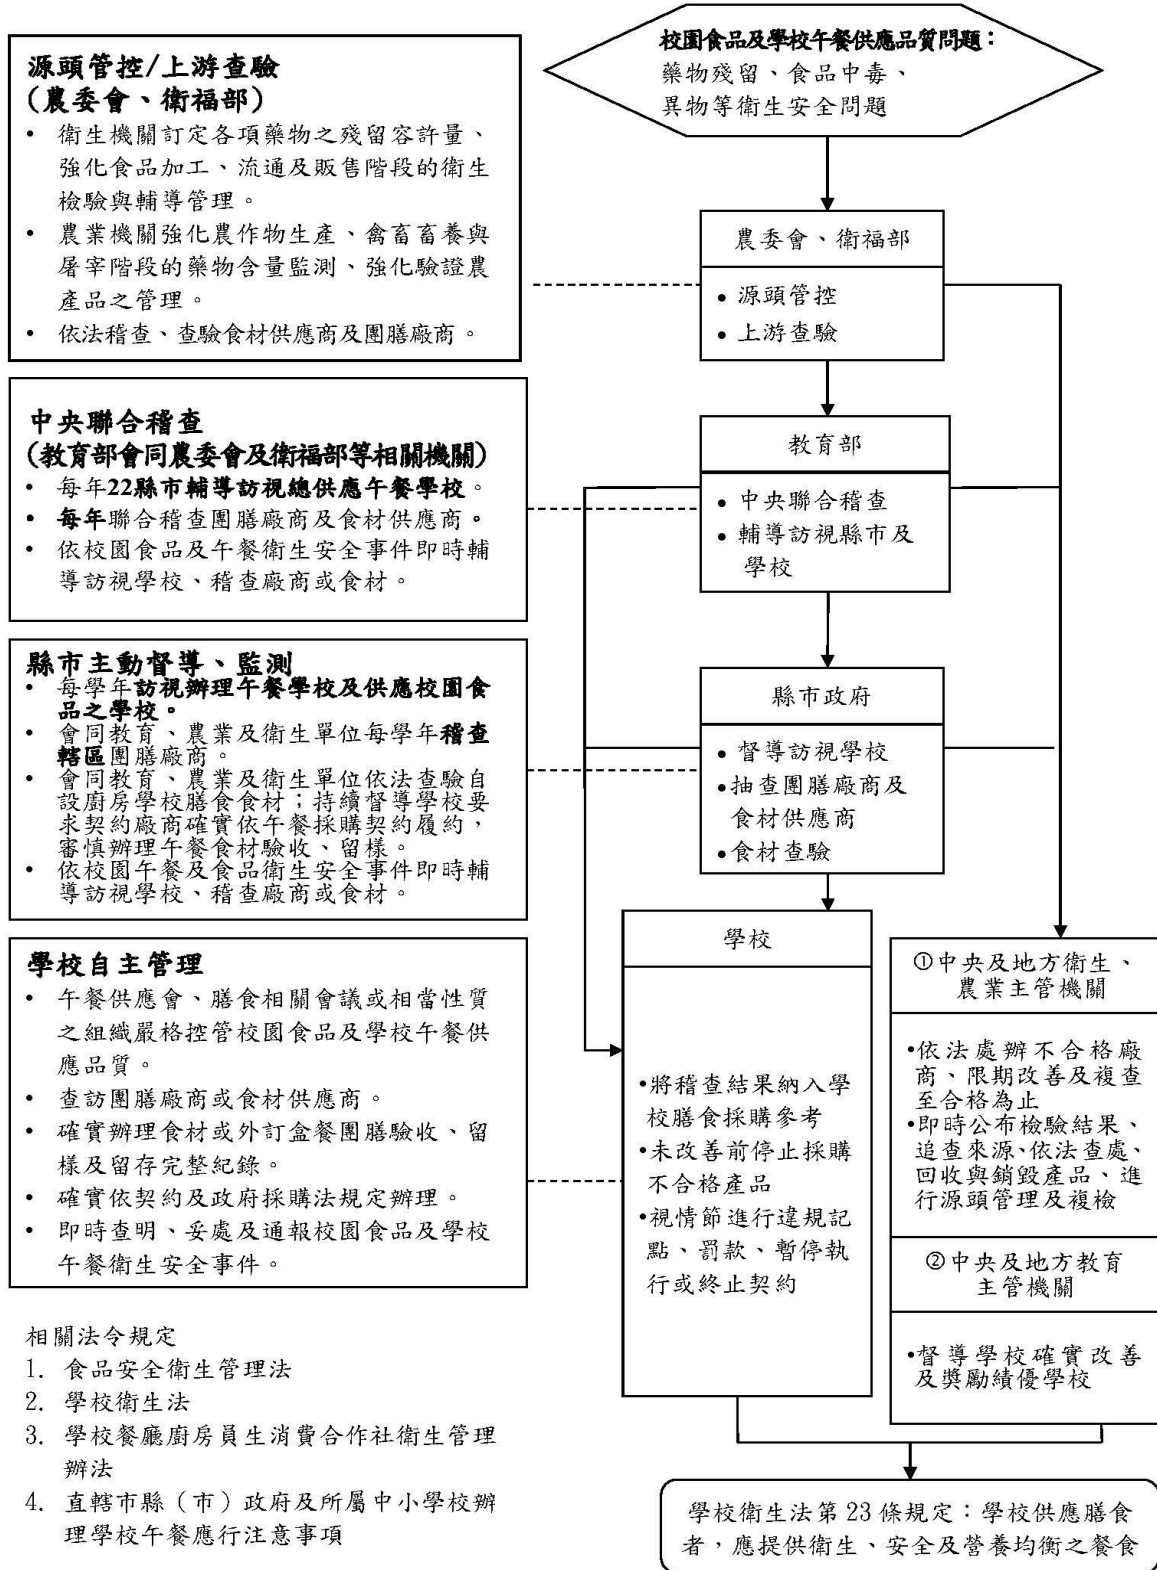 校園食品及學校午餐供應品質問題：
藥物殘留、食品中毒、
異物等衛生安全問題
源頭管控/上游查驗
(農委會、衛福部)
• 衛生機關訂定各項藥物之殘留容許量、
強化食品加工、流通及販售階段的衛生
檢驗與輔導管理。
• 農業機關強化農作物生產、禽畜畜養與
屠宰階段的藥物含量監測、強化驗證農
產品之管理。
• 依法稽查、查驗食材供應商及團膳廠商。
農委會、衛福部
• 源頭管控
• 上游查驗
中央聯合稽查
(教育部會同農委會及衛福部等相關機關)
• 每年22縣市輔導訪視總供應午餐學校。
• 每年聯合稽查團膳廠商及食材供應商。
• 依校園食品及午餐衛生安全事件即時輔
導訪視學校、稽查廠商或食材。
教育部
• 中央聯合稽查
• 輔導訪視縣市及
學校
縣市主動督導、監測
• 每學年訪視辦理午餐學校及供應校園食
品之學校。
• 會同教育、農業及衛生單位每學年稽查
轄區團膳廠商。
• 會同教育、農業及衛生單位依法查驗自
設廚房學校膳食食材；持續督導學校要
求契約廠商確實依午餐採購契約履約，
審慎辦理午餐食材驗收、留樣。
• 依校園午餐及食品衛生安全事件即時輔
導訪視學校、稽查廠商或食材。
縣市政府
• 督導訪視學校
•抽查團膳廠商及
食材供應商
•食材查驗
學校自主管理
• 午餐供應會、膳食相關會議或相當性質
之組織嚴格控管校園食品及學校午餐供
應品質。
• 查訪團膳廠商或食材供應商。
• 確實辦理食材或外訂盒餐團膳驗收、留
樣及留存完整紀錄。
• 確實依契約及政府採購法規定辦理。
• 即時查明、妥處及通報校園食品及學校
午餐衛生安全事件。
學校
•將稽查結果納入學
校膳食採購參考
•未改善前停止採購
不合格產品
•視情節進行違規記
點、罰款、暫停執
行或終止契約
①中央及地方衛生、
農業主管機關
•依法處辦不合格廠
商、限期改善及複查
至合格為止
•即時公布檢驗結果、
追查來源、依法查處、
回收與銷毀產品、進
行源頭管理及複檢
②中央及地方教育
主管機關
•督導學校確實改善
及獎勵績優學校
相關法令規定
1. 食品安全衛生管理法
2. 學校衛生法
3. 學校餐廳廚房員生消費合作社衛生管理
辦法
4. 直轄市縣（市）政府及所屬中小學校辦
理學校午餐應行注意事項
學校衛生法第 23 條規定：學校供應膳食
者，應提供衛生、安全及營養均衡之餐食